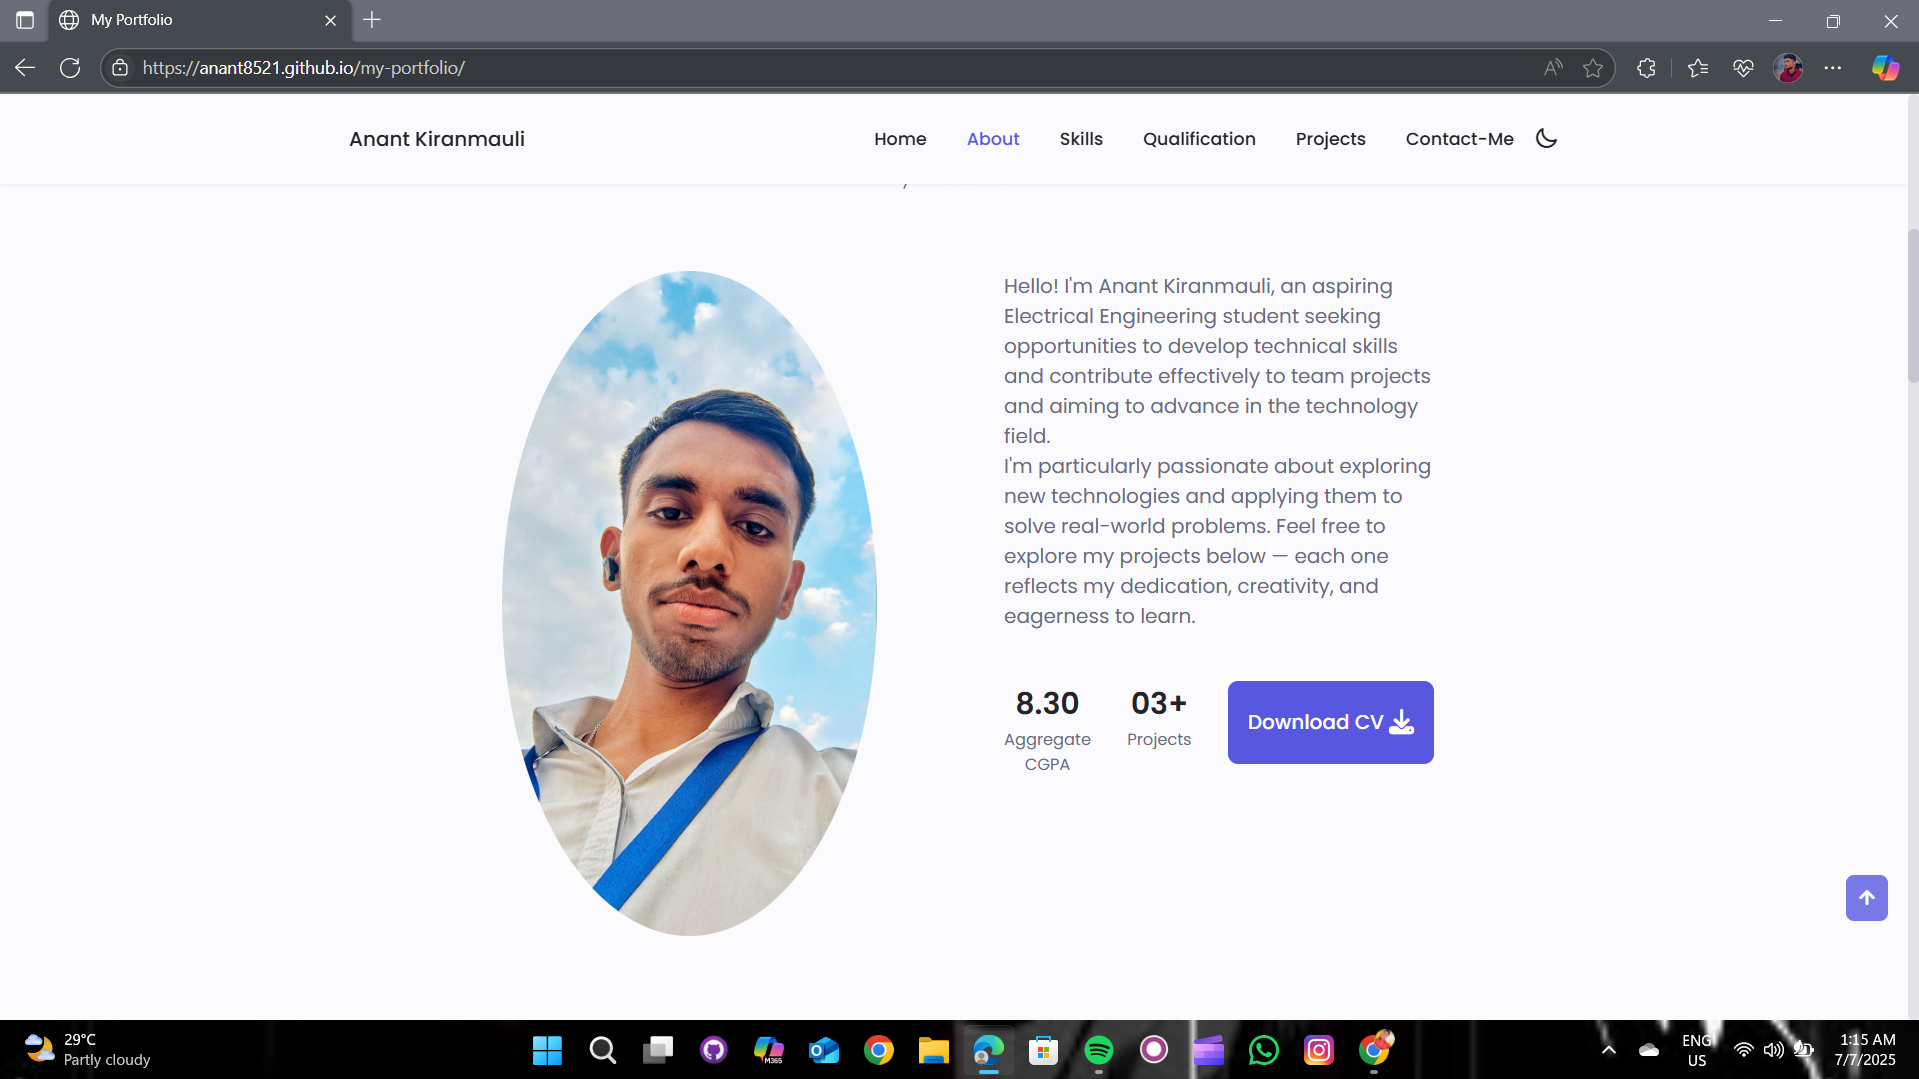 My Portfolio
https://anant8521.github.io/my-portfolio/
Anant Kiranmauli
Home About Skills Qualification Projects Contact-Me
Hello! I'm Anant Kiranmauli, an aspiring
Electrical Engineering student seeking
opportunities to develop technical skills
and contribute effectively to team projects
and aiming to advance in the technology
field.
I'm particularly passionate about exploring
new technologies and applying them to
solve real-world problems. Feel free to
explore my projects below — each one
reflects my dedication, creativity, and
eagerness to learn.
8.30 03+ Download CV
Aggregate Projects
CGPA
29°C
Partly cloudy
M365
ENG
US
1:15 AM
7/7/2025